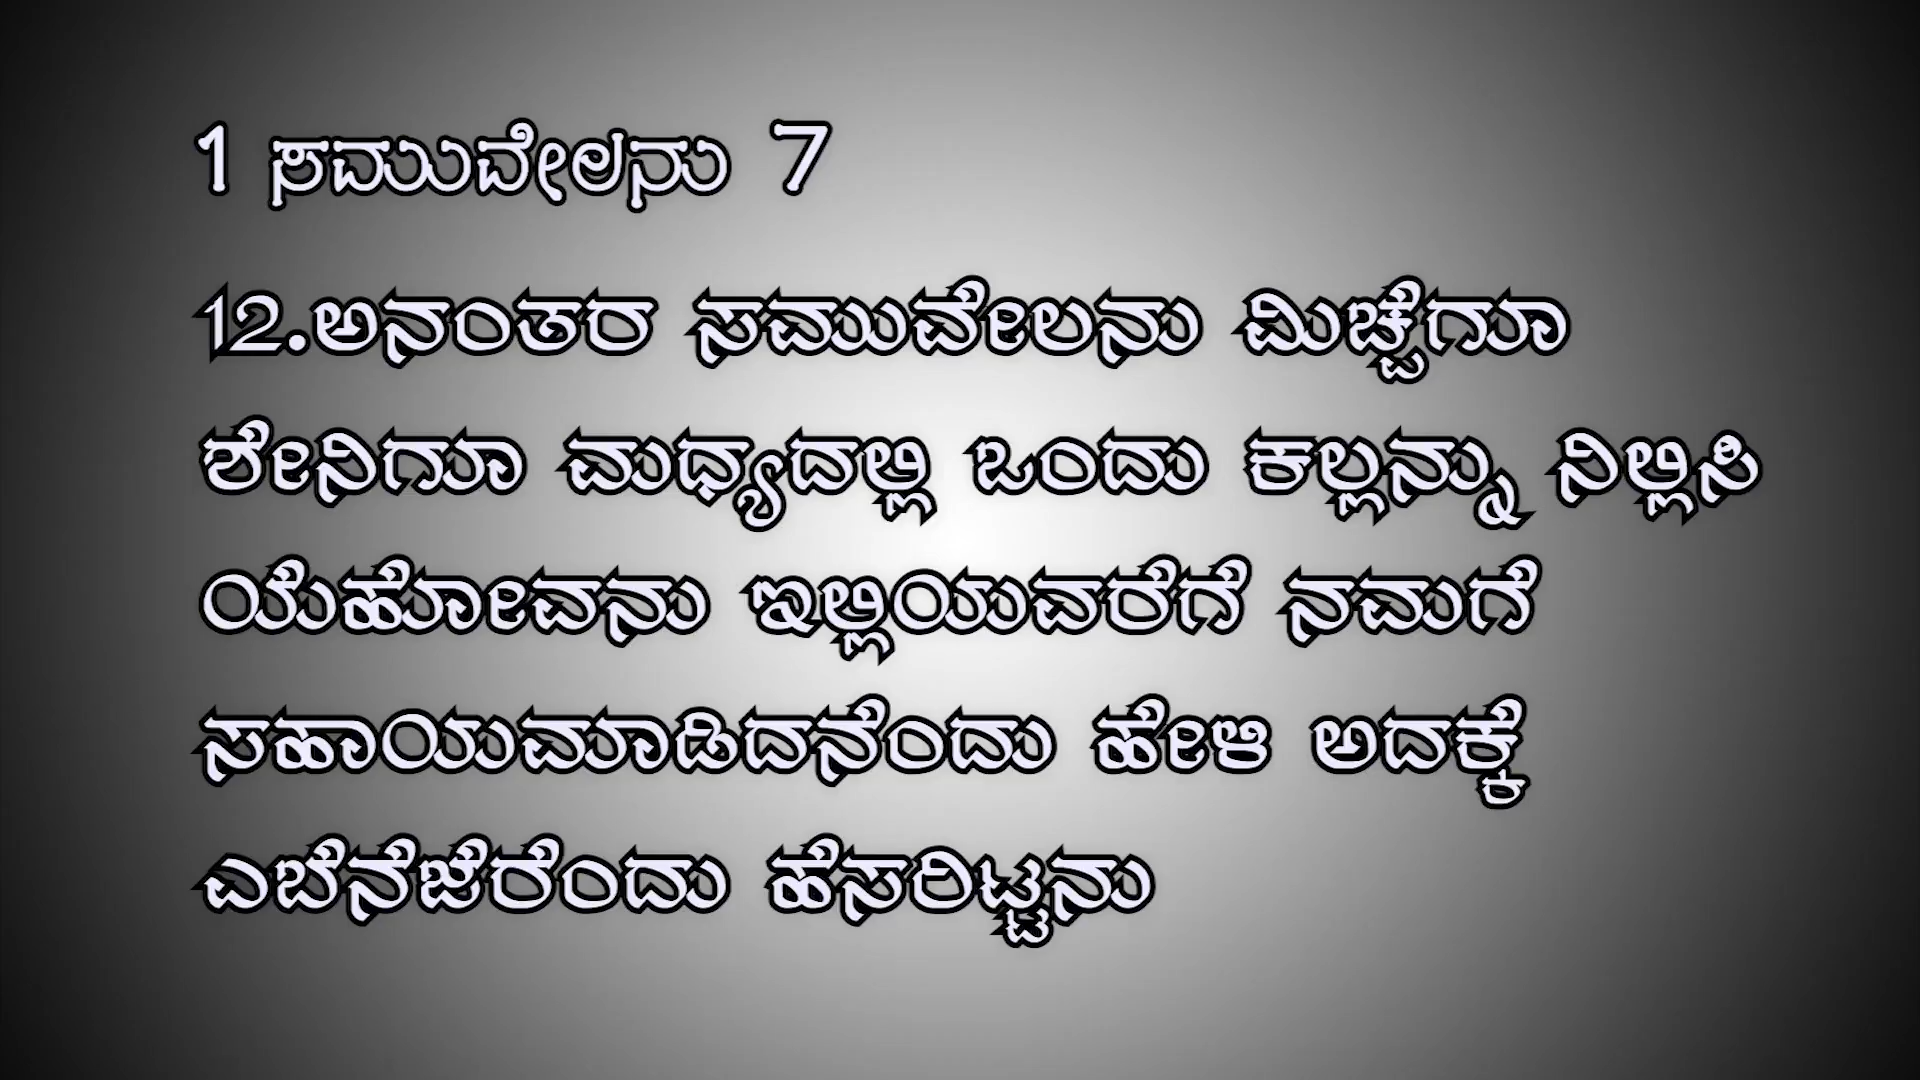 1 ಸಮುವೇಲನು 7
12.ಅನಂತರ ಸಮುವೇಲನು ಮಿಚ್ಪೆಗೂ
ಶೇನಿಗೂ ಮಧ್ಯದಲ್ಲಿ ಒಂದು ಕಲ್ಲನ್ನು ನಿಲ್ಲಿಸಿ
ಯೆಹೋವನು ಇಲ್ಲಿಯವರೆಗೆ ನಮಗೆ
ಸಹಾಯಮಾಡಿದನೆಂದು ಹೇಳಿ ಅದಕ್ಕೆ
ಎಬೆನೆಜೆರೆಂದು ಹೆಸರಿಟ್ಟನು